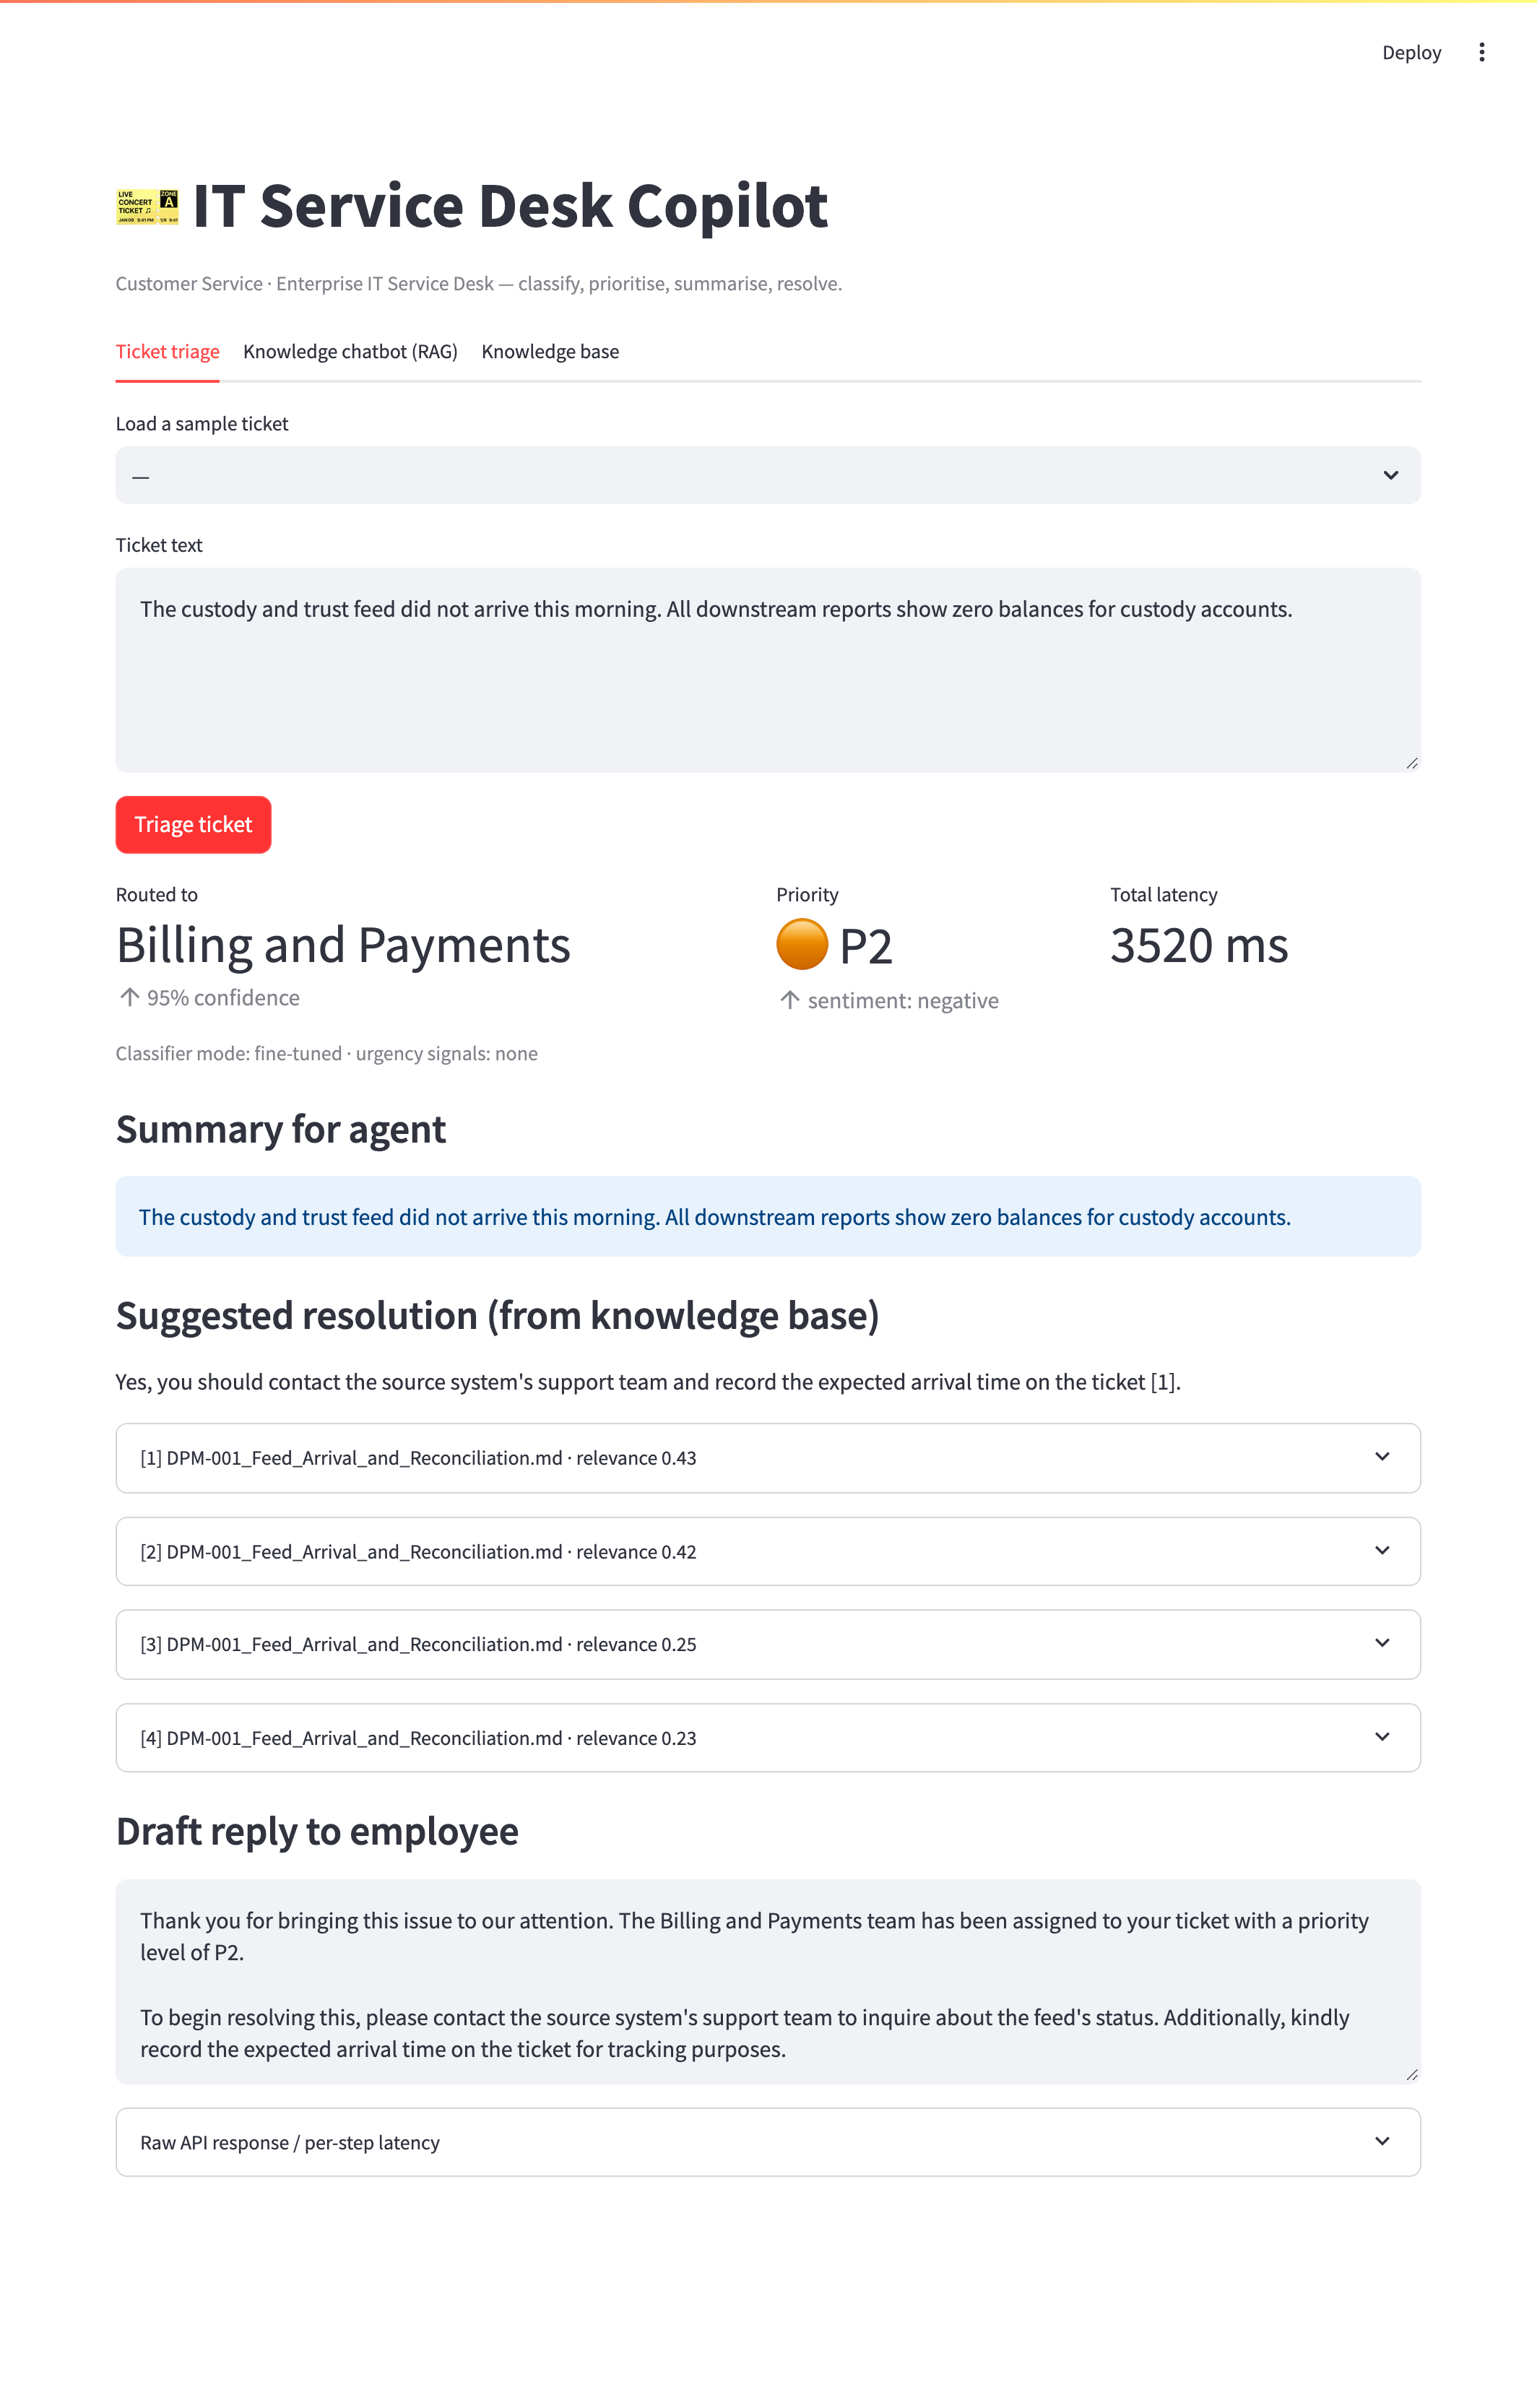 Deploy
LIVE CONCERT TICKET ZONE A
IT Service Desk Copilot
Customer Service · Enterprise IT Service Desk — classify, prioritise, summarise, resolve.
Ticket triage Knowledge chatbot (RAG) Knowledge base
Load a sample ticket
—
Ticket text
The custody and trust feed did not arrive this morning. All downstream reports show zero balances for custody accounts.
Triage ticket
Routed to Priority Total latency
Billing and Payments P2 3520 ms
↑ 95% confidence ↑ sentiment: negative
Classifier mode: fine-tuned · urgency signals: none
Summary for agent
The custody and trust feed did not arrive this morning. All downstream reports show zero balances for custody accounts.
Suggested resolution (from knowledge base)
Yes, you should contact the source system's support team and record the expected arrival time on the ticket [1].
[1] DPM-001_Feed_Arrival_and_Reconciliation.md · relevance 0.43
[2] DPM-001_Feed_Arrival_and_Reconciliation.md · relevance 0.42
[3] DPM-001_Feed_Arrival_and_Reconciliation.md · relevance 0.25
[4] DPM-001_Feed_Arrival_and_Reconciliation.md · relevance 0.23
Draft reply to employee
Thank you for bringing this issue to our attention. The Billing and Payments team has been assigned to your ticket with a priority
level of P2.
To begin resolving this, please contact the source system's support team to inquire about the feed's status. Additionally, kindly
record the expected arrival time on the ticket for tracking purposes.
Raw API response / per-step latency